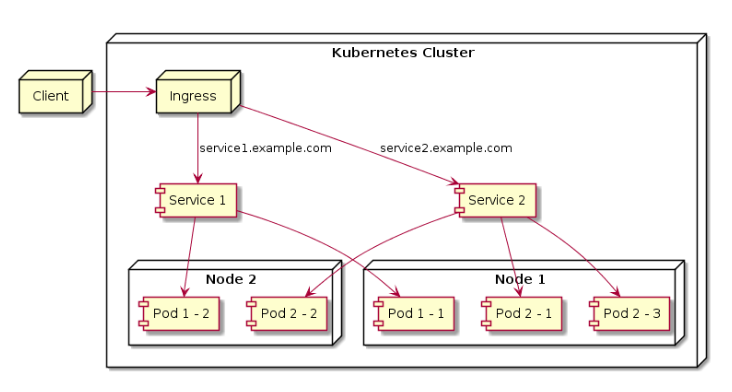 Kubernetes Cluster
Client
Ingress
service1.example.com
service2.example.com
Service 1
Service 2
Node 2
Node 1
Pod 1 - 2
Pod 2 - 2
Pod 1 - 1
Pod 2 - 1
Pod 2 - 3